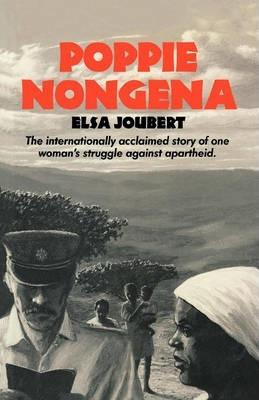 POPPIE
NONGENA
ELSA JOUBERT
The internationally acclaimed story of one
woman's struggle against apartheid.